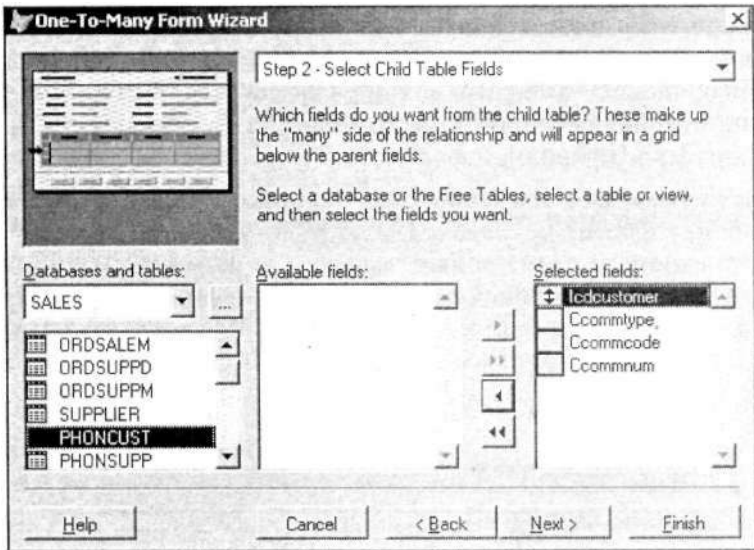 One-To-Many Form Wizard
Step 2 - Select Child Table Fields
Which fields do you want from the child table? These make up
the "many" side of the relationship and will appear in a grid
below the parent fields.
Select a database or the Free Tables, select a table or view,
and then select the fields you want.
Databases and tables:
SALES
...
ORDSALEM
ORDSUPPD
ORDSUPPM
SUPPLIER
PHONCUST
PHONSUPP
Available fields:
Selected fields:
Icdcustomer
Ccommtype
Ccommcode
Ccommnum
Help
Cancel
< Back
Next >
Finish